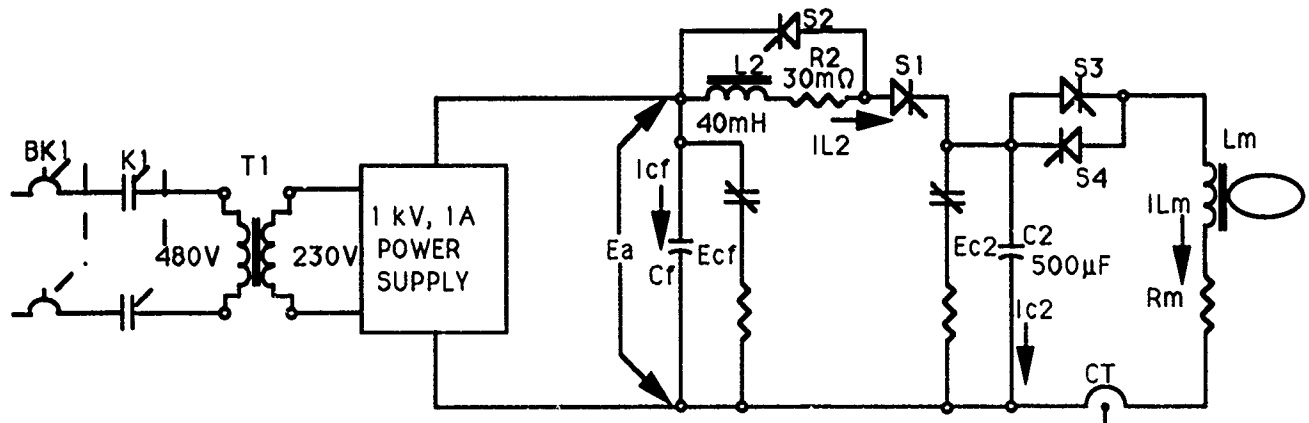 BK1
K1
T1
480V
230V
1 kV, 1A
POWER
SUPPLY
Ea
Icf
Cf
Ecf
S2
L2
R2
30mΩ
40mH
IL2
S1
Ec2
C2
500µF
Ic2
S3
S4
CT
Lm
ILm
Rm